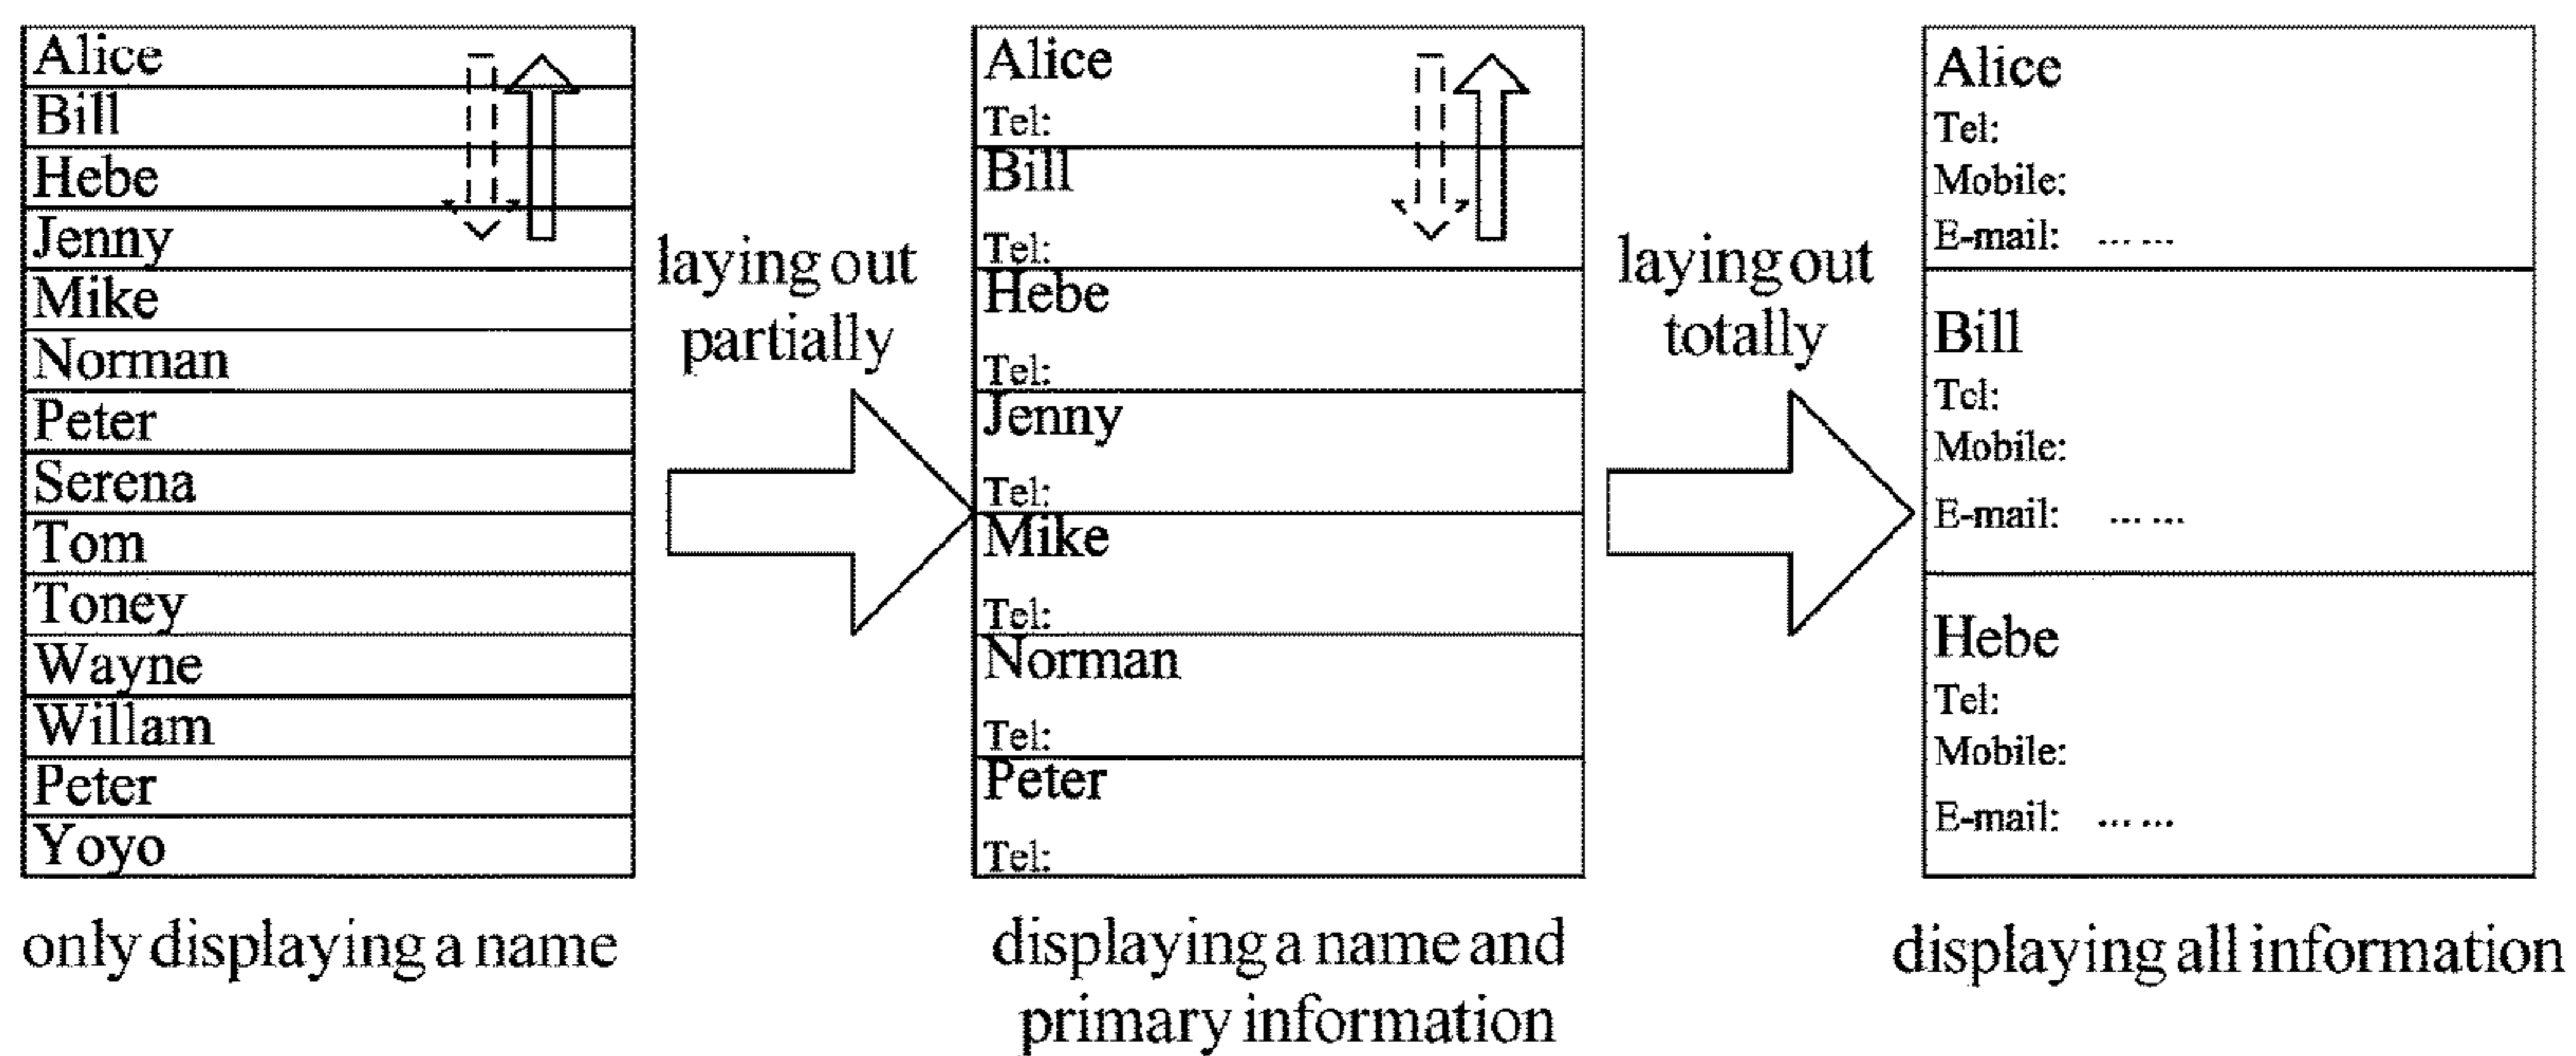 Alice
Bill
Hebe
Jenny
Mike
Norman
Peter
Serena
Tom
Toney
Wayne
Willam
Peter
Yoyo
only displaying a name
laying out
partially
Alice
Tel:
Bill
Tel:
Hebe
Tel:
Jenny
Tel:
Mike
Tel:
Norman
Tel:
Peter
Tel:
displaying a name and
primary information
laying out
totally
Alice
Tel:
Mobile:
E-mail: ... ...
Bill
Tel:
Mobile:
E-mail: ... ...
Hebe
Tel:
Mobile:
E-mail: ... ...
displaying all information